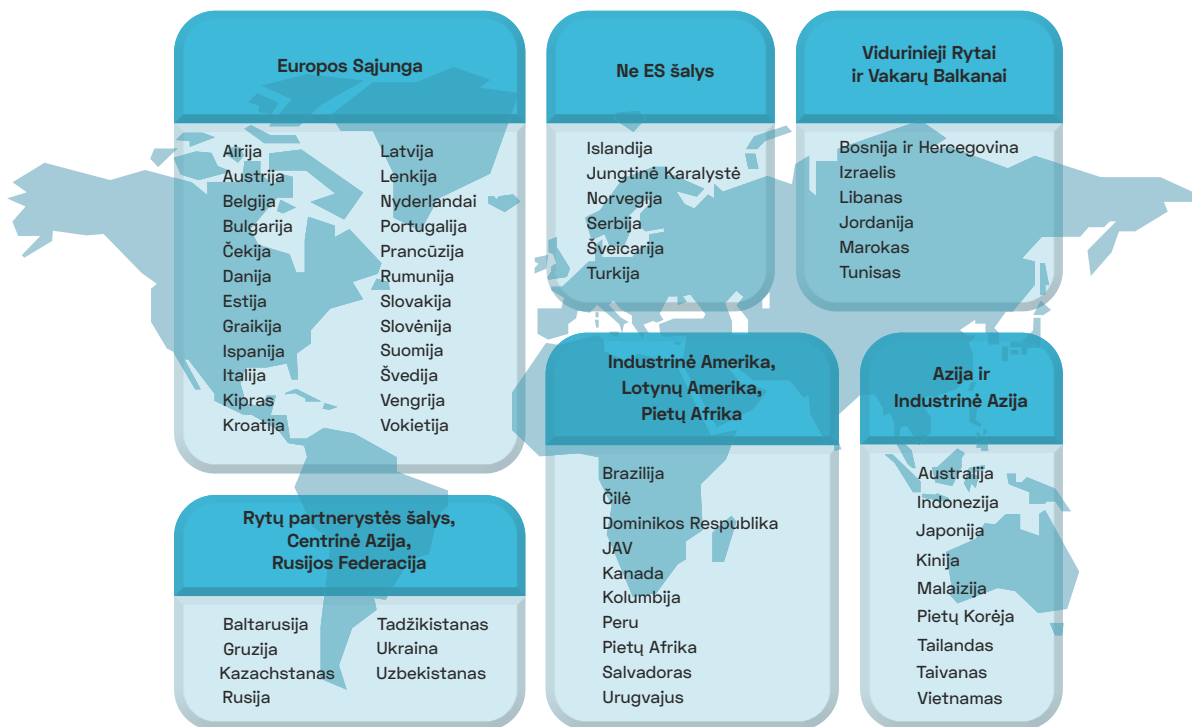 Europos Sąjunga
Airija
Austrija
Belgija
Bulgarija
Čekija
Danija
Estija
Graikija
Ispanija
Italija
Kipras
Kroatija
Latvija
Lenkija
Nyderlandai
Portugalija
Prancūzija
Rumunija
Slovakija
Slovėnija
Suomija
Švedija
Vengrija
Vokietija
Ne ES šalys
Islandija
Jungtinė Karalystė
Norvegija
Serbija
Šveicarija
Turkija
Vidurinieji Rytai
ir Vakarų Balkanai
Bosnija ir Hercegovina
Izraelis
Libanas
Jordanija
Marokas
Tunisas
Rytų partnerystės šalys,
Centrinė Azija,
Rusijos Federacija
Baltarusija
Gruzija
Kazachstanas
Rusija
Tadžikistanas
Ukraina
Uzbekistanas
Industrinė Amerika,
Lotynų Amerika,
Pietų Afrika
Brazilija
Čilė
Dominikos Respublika
JAV
Kanada
Kolumbija
Peru
Pietų Afrika
Salvadoras
Urugvajus
Azija ir
Industrinė Azija
Australija
Indonezija
Japonija
Kinija
Malaizija
Pietų Korėja
Tailandas
Taivanas
Vietnamas